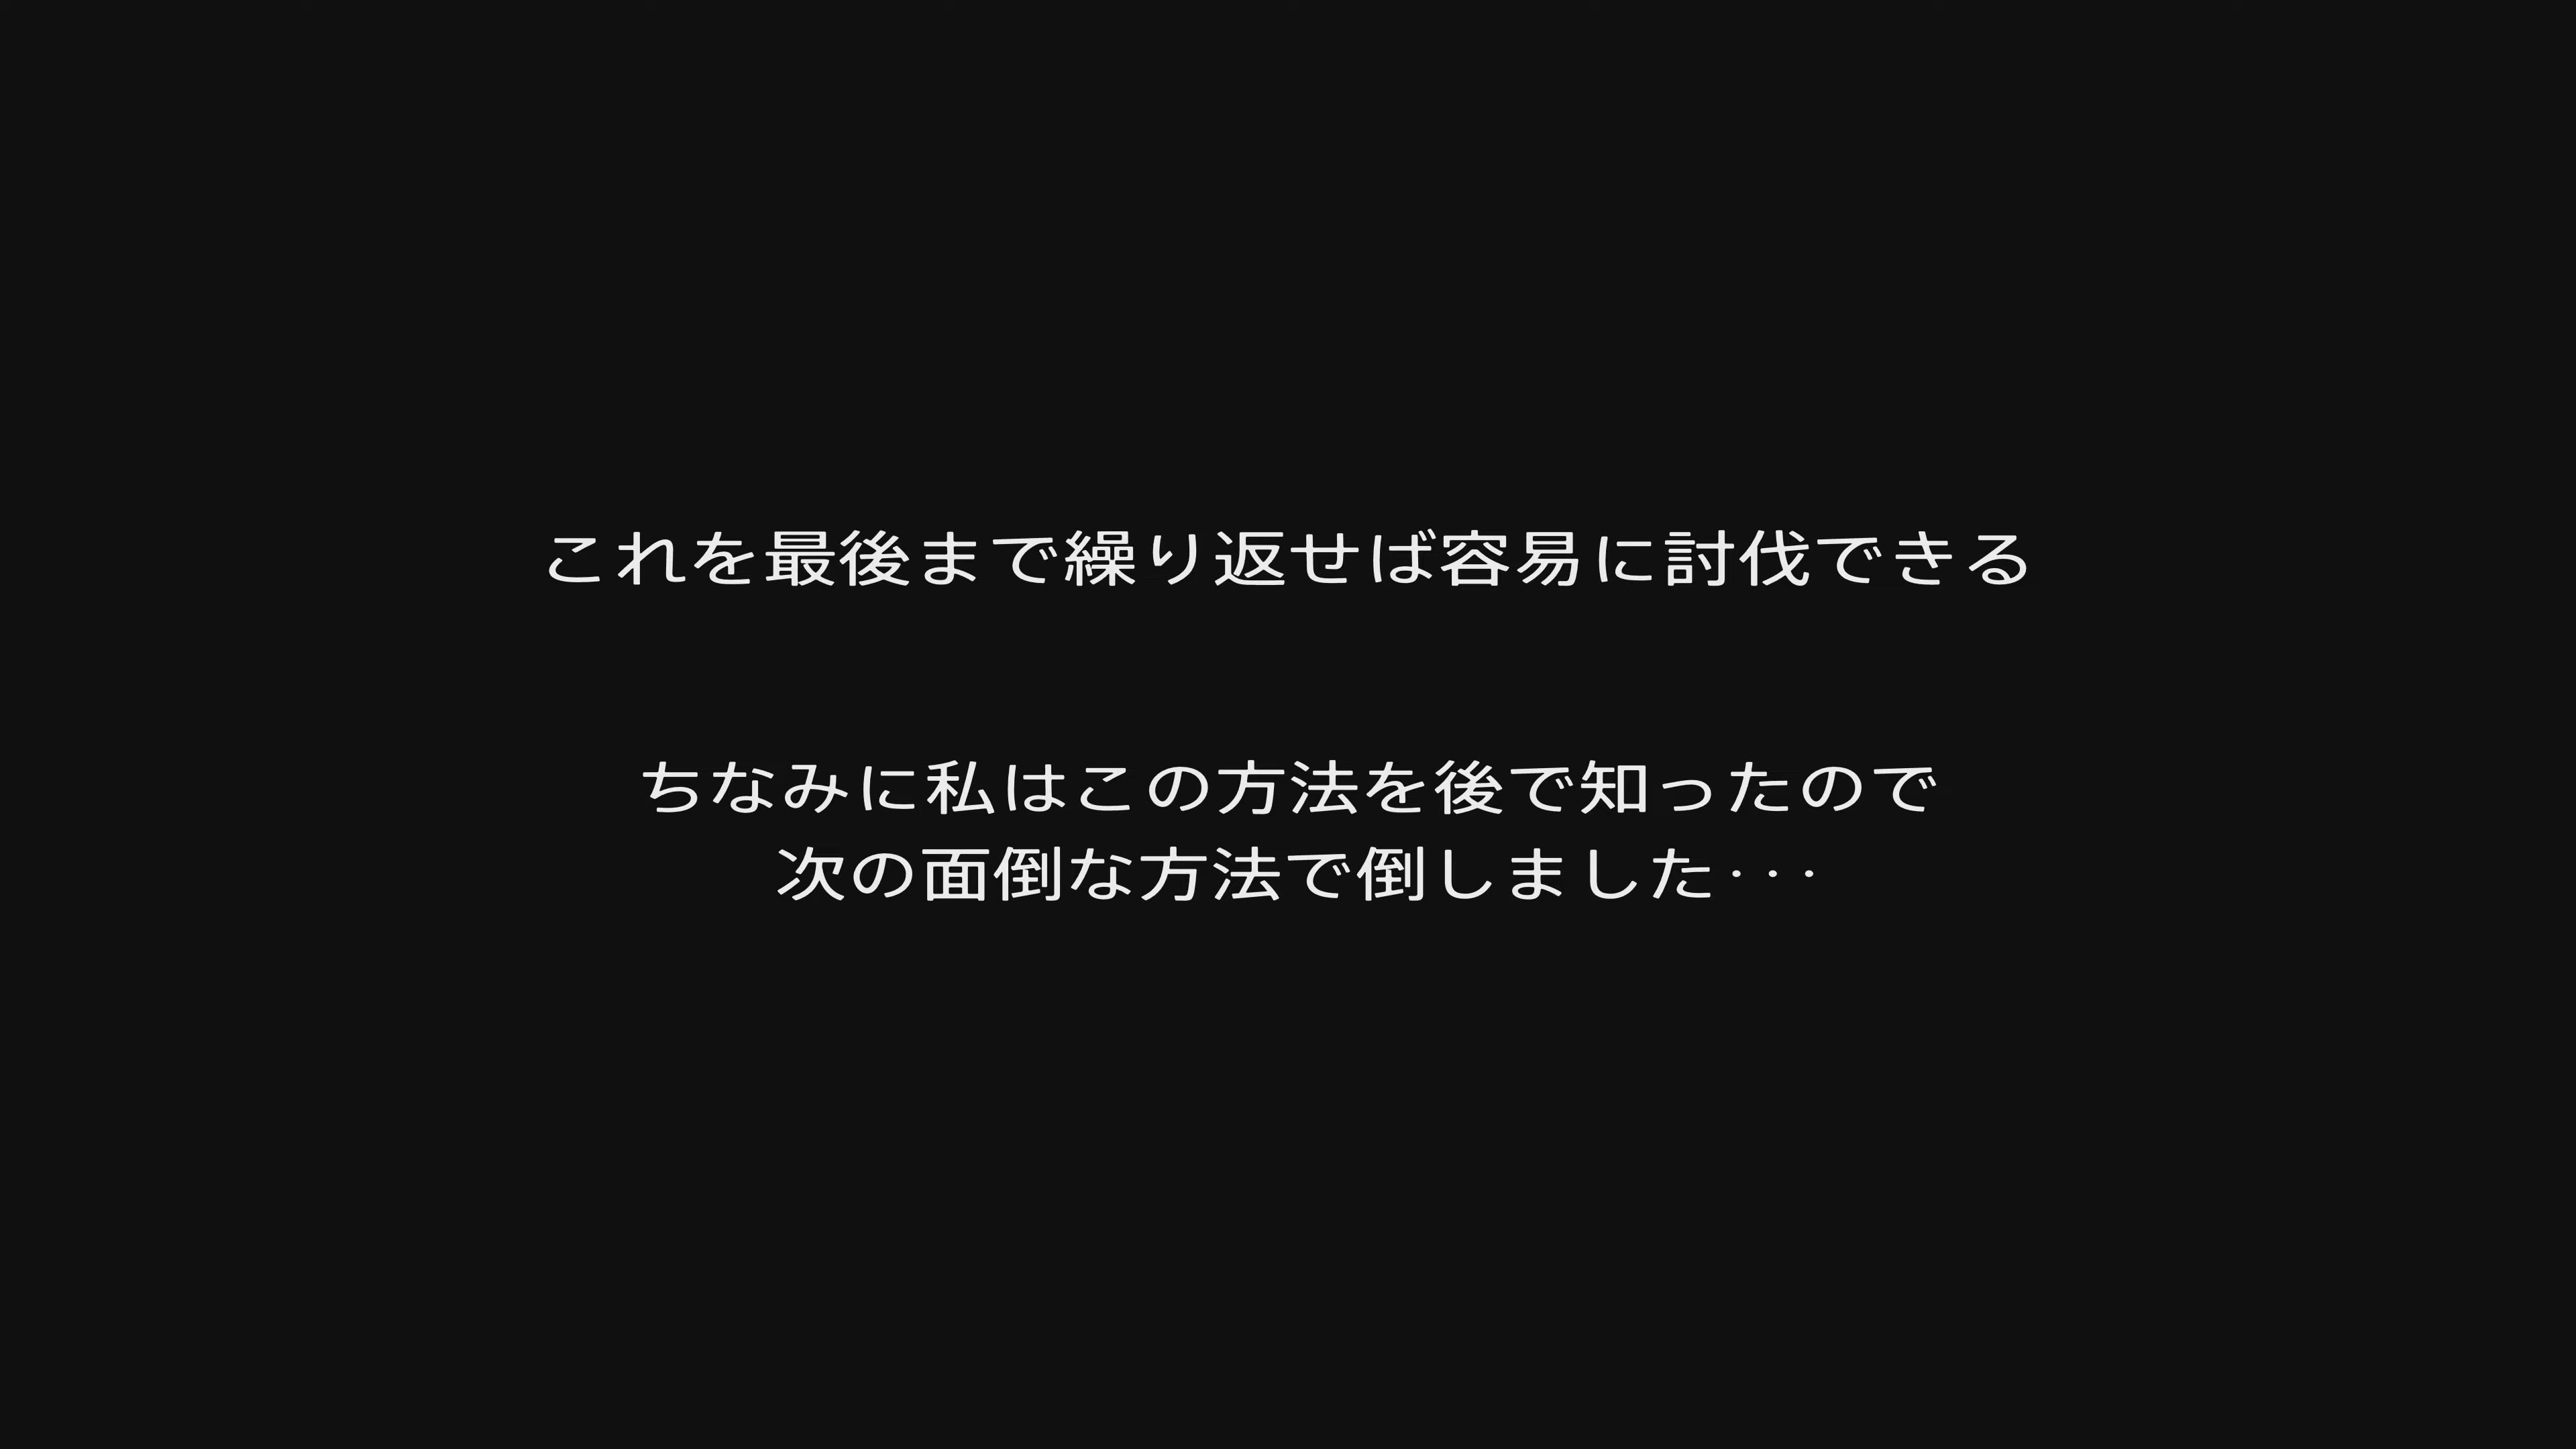 これを最後まで繰り返せば容易に討伐できる
ちなみに私はこの方法を後で知ったので
次の面倒な方法で倒しました･･･